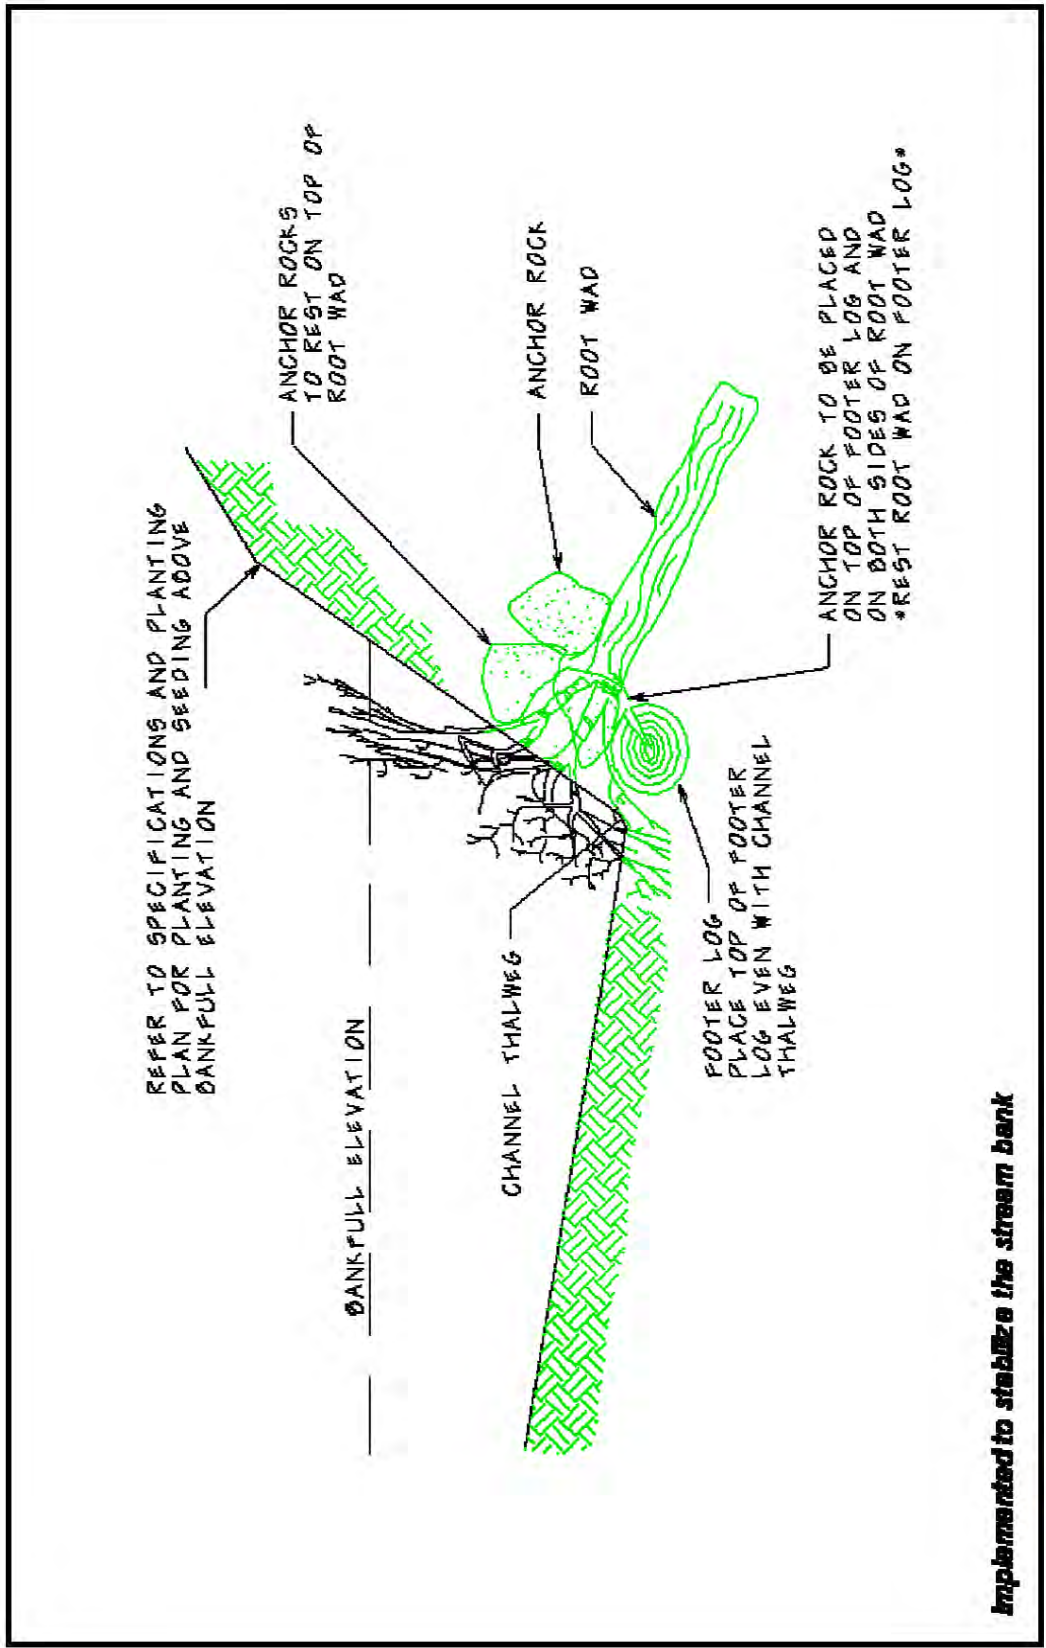 REFER TO SPECIFICATIONS AND PLANTING
PLAN FOR PLANTING AND SEEDING ABOVE
BANKFULL ELEVATION
ANCHOR ROCKS
TO REST ON TOP OF
ROOT WAD
BANKFULL ELEVATION
CHANNEL THALWEG
ANCHOR ROCK
ROOT WAD
FOOTER LOG
PLACE TOP OF FOOTER
LOG EVEN WITH CHANNEL
THALWEG
ANCHOR ROCK TO BE PLACED
ON TOP OF FOOTER LOG AND
ON BOTH SIDES OF ROOT WAD
*REST ROOT WAD ON FOOTER LOG*
Implemented to stabilize the stream bank